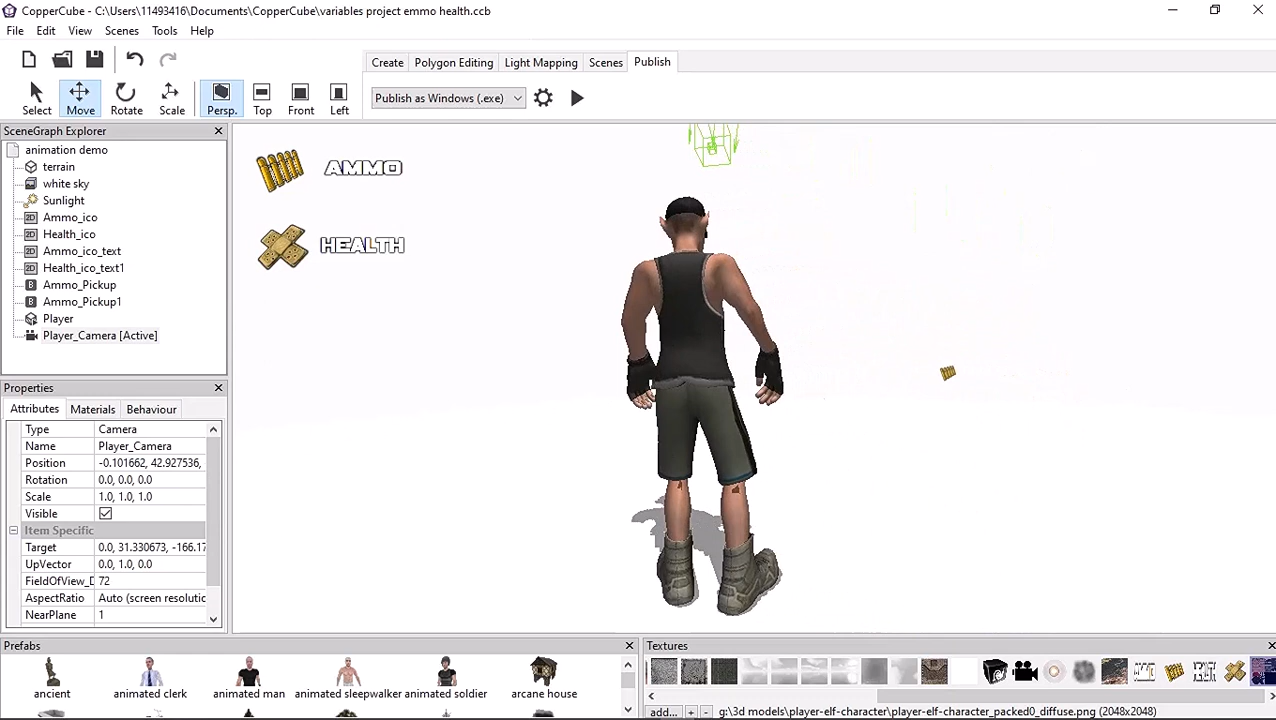 CopperCube - C:\Users\11493416\Documents\CopperCube\variables project emmo health.ccb
File Edit View Scenes Tools Help
Create Polygon Editing Light Mapping Scenes Publish
Select Move Rotate Scale Persp. Top Front Left
Publish as Windows (.exe)
SceneGraph Explorer
animation demo
terrain
white sky
Sunlight
2D Ammo_ico
2D Health_ico
2D Ammo_ico_text
2D Health_ico_text1
B Ammo_Pickup
B Ammo_Pickup1
Player
Player_Camera [Active]
AMMO
HEALTH
Properties
Attributes Materials Behaviour
Type Camera
Name Player_Camera
Position -0.101662, 42.927536,
Rotation 0.0, 0.0, 0.0
Scale 1.0, 1.0, 1.0
Visible
Item Specific
Target 0.0, 31.330673, -166.17
UpVector 0.0, 1.0, 0.0
FieldOfView_D 72
AspectRatio Auto (screen resolutic
NearPlane 1
Prefabs
ancient animated clerk animated man animated sleepwalker animated soldier arcane house
Textures
add... + - g:\3d models\player-elf-character\player-elf-character_packed0_diffuse.png (2048x2048)